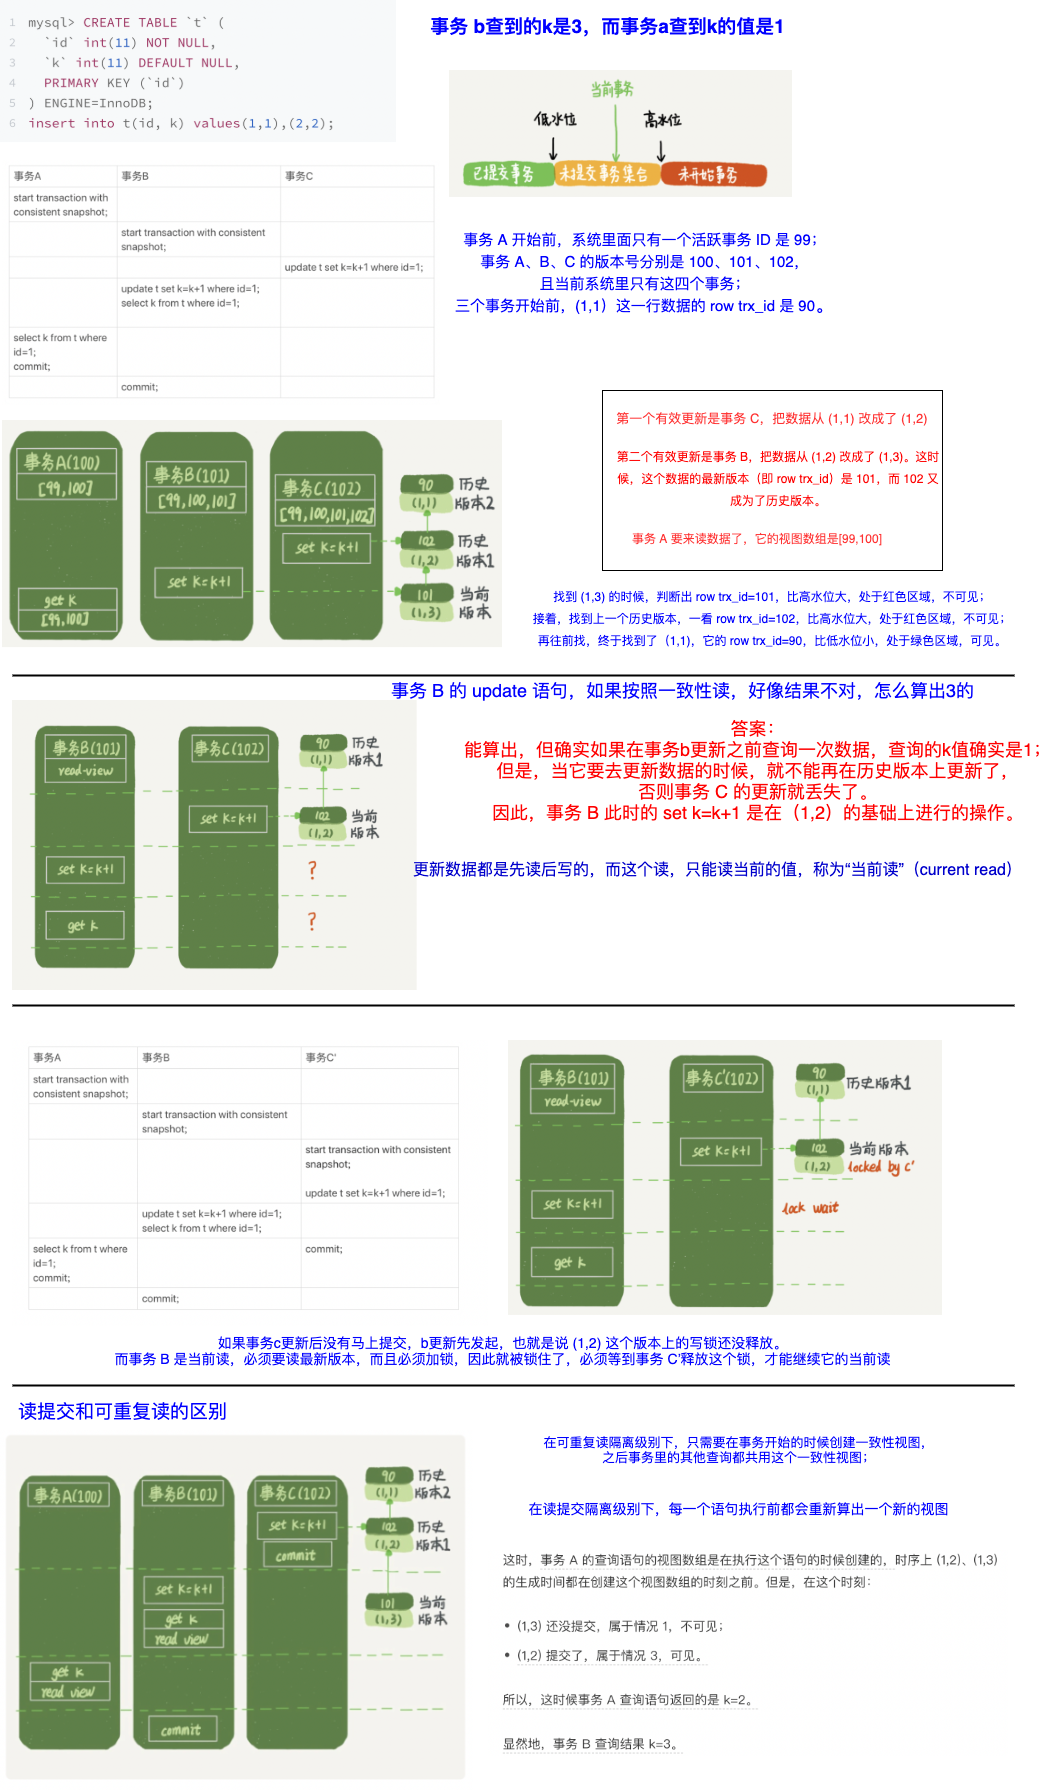 1 mysql> CREATE TABLE `t` (
2 `id` int(11) NOT NULL,
3 `k` int(11) DEFAULT NULL,
4 PRIMARY KEY (`id`)
5 ) ENGINE=InnoDB;
6 insert into t(id, k) values(1,1),(2,2);
事务 b查到的k是3，而事务a查到k的值是1
当前事务
低水位
高水位
已提交事务
未提交事务集合
未开始事务
事务A
事务B
事务C
start transaction with
consistent snapshot;
start transaction with consistent
snapshot;
update t set k=k+1 where id=1;
update t set k=k+1 where id=1;
select k from t where id=1;
select k from t where
id=1;
commit;
commit;
事务 A 开始前，系统里面只有一个活跃事务 ID 是 99；
事务 A、B、C 的版本号分别是 100、101、102，
且当前系统里只有这四个事务；
三个事务开始前，(1,1）这一行数据的 row trx_id 是 90。
事务A(100)
[99,100]
get k
[99,100]
事务B(101)
[99,100,101]
set k=k+1
事务C(102)
[99,100,101,102]
set k=k+1
90
(1,1)
历史
版本2
102
(1,2)
历史
版本1
101
(1,3)
当前
版本
第一个有效更新是事务 C，把数据从 (1,1) 改成了 (1,2)
第二个有效更新是事务 B，把数据从 (1,2) 改成了 (1,3)。这时
候，这个数据的最新版本（即 row trx_id）是 101，而 102 又
成为了历史版本。
事务 A 要来读数据了，它的视图数组是[99,100]
找到 (1,3) 的时候，判断出 row trx_id=101，比高水位大，处于红色区域，不可见；
接着，找到上一个历史版本，一看 row trx_id=102，比高水位大，处于红色区域，不可见；
再往前找，终于找到了（1,1)，它的 row trx_id=90，比低水位小，处于绿色区域，可见。
事务 B 的 update 语句，如果按照一致性读，好像结果不对，怎么算出3的
事务B(101)
read-view
set k=k+1
get k
事务C(102)
set k=k+1
90
(1,1)
历史
版本1
102
(1,2)
当前
版本
?
?
答案：
能算出，但确实如果在事务b更新之前查询一次数据，查询的k值确实是1；
但是，当它要去更新数据的时候，就不能再在历史版本上更新了，
否则事务 C 的更新就丢失了。
因此，事务 B 此时的 set k=k+1 是在（1,2）的基础上进行的操作。
更新数据都是先读后写的，而这个读，只能读当前的值，称为“当前读”（current read）
事务A
事务B
事务C’
start transaction with
consistent snapshot;
start transaction with consistent
snapshot;
start transaction with consistent
snapshot;
update t set k=k+1 where id=1;
update t set k=k+1 where id=1;
select k from t where id=1;
select k from t where
id=1;
commit;
commit;
commit;
事务B(101)
read-view
set k=k+1
get k
事务C'(102)
set k=k+1
90
(1,1)
历史版本1
102
(1,2)
当前版本
locked by c'
lock wait
如果事务c更新后没有马上提交，b更新先发起，也就是说 (1,2) 这个版本上的写锁还没释放。
而事务 B 是当前读，必须要读最新版本，而且必须加锁，因此就被锁住了，必须等到事务 C’释放这个锁，才能继续它的当前读
读提交和可重复读的区别
事务A(100)
get k
read view
事务B(101)
set k=k+1
get k
read view
commit
事务C(102)
set k=k+1
commit
90
(1,1)
历史
版本2
102
(1,2)
历史
版本1
101
(1,3)
当前
版本
在可重复读隔离级别下，只需要在事务开始的时候创建一致性视图，
之后事务里的其他查询都共用这个一致性视图；
在读提交隔离级别下，每一个语句执行前都会重新算出一个新的视图
这时，事务 A 的查询语句的视图数组是在执行这个语句的时候创建的，时序上 (1,2)、(1,3)
的生成时间都在创建这个视图数组的时刻之前。但是，在这个时刻：
• (1,3) 还没提交，属于情况 1，不可见；
• (1,2) 提交了，属于情况 3，可见。
所以，这时候事务 A 查询语句返回的是 k=2。
显然地，事务 B 查询结果 k=3。